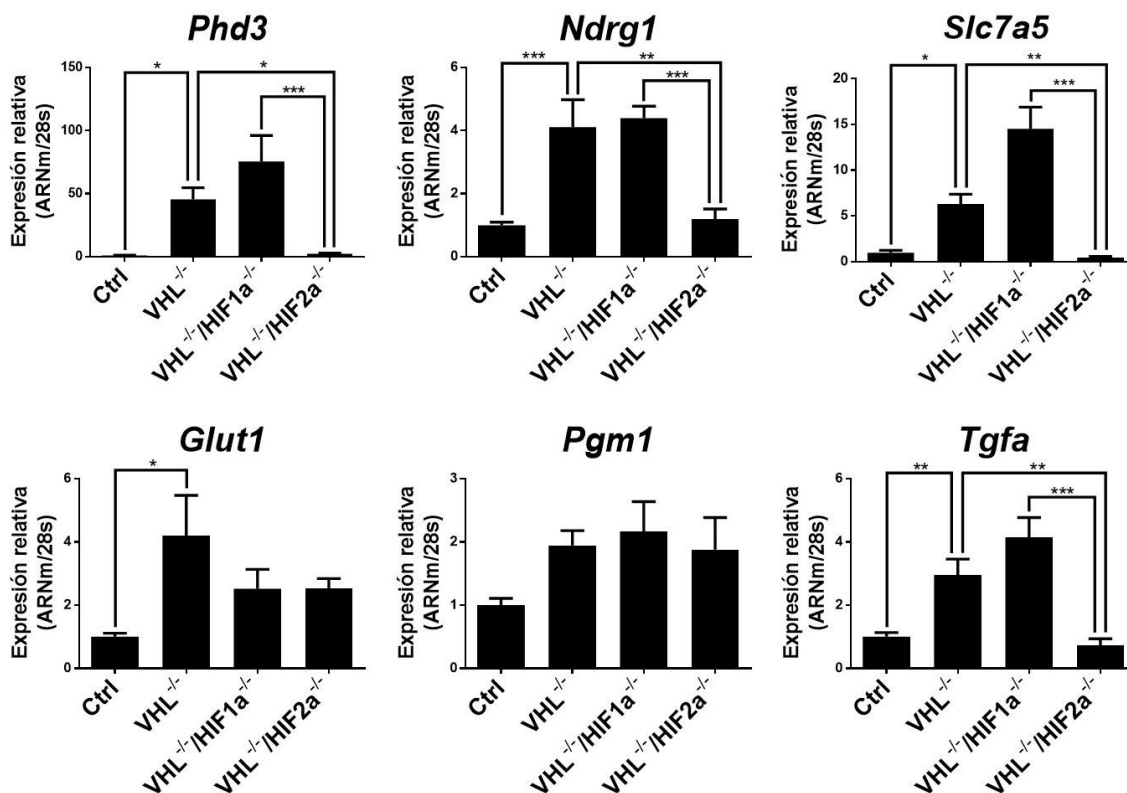 Phd3
Expresión relativa
(ARNm/28s)
150
100
50
0
*
*
***
Ctrl
VHL-/-
VHL-/-/HIF1a-/-
VHL-/-/HIF2a-/-
Ndrg1
Expresión relativa
(ARNm/28s)
6
4
2
0
***
**
***
Ctrl
VHL-/-
VHL-/-/HIF1a-/-
VHL-/-/HIF2a-/-
Slc7a5
Expresión relativa
(ARNm/28s)
20
15
10
5
0
*
**
***
Ctrl
VHL-/-
VHL-/-/HIF1a-/-
VHL-/-/HIF2a-/-
Glut1
Expresión relativa
(ARNm/28s)
6
4
2
0
*
Ctrl
VHL-/-
VHL-/-/HIF1a-/-
VHL-/-/HIF2a-/-
Pgm1
Expresión relativa
(ARNm/28s)
3
2
1
0
Ctrl
VHL-/-
VHL-/-/HIF1a-/-
VHL-/-/HIF2a-/-
Tgfa
Expresión relativa
(ARNm/28s)
6
4
2
0
**
**
***
Ctrl
VHL-/-
VHL-/-/HIF1a-/-
VHL-/-/HIF2a-/-